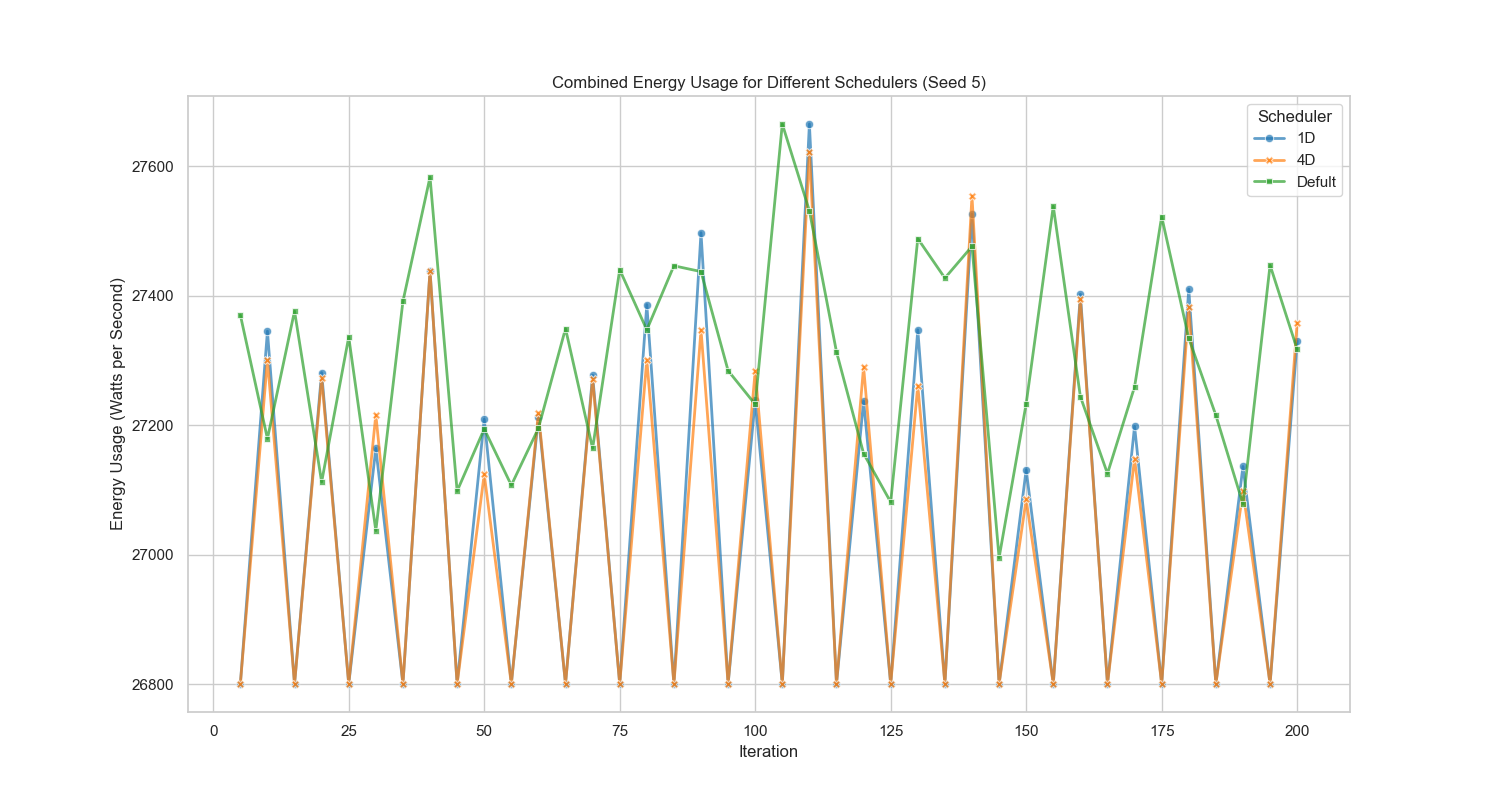 Combined Energy Usage for Different Schedulers (Seed 5)
Scheduler
1D
4D
Defult
Energy Usage (Watts per Second)
27600
27400
27200
27000
26800
0 25 50 75 100 125 150 175 200
Iteration